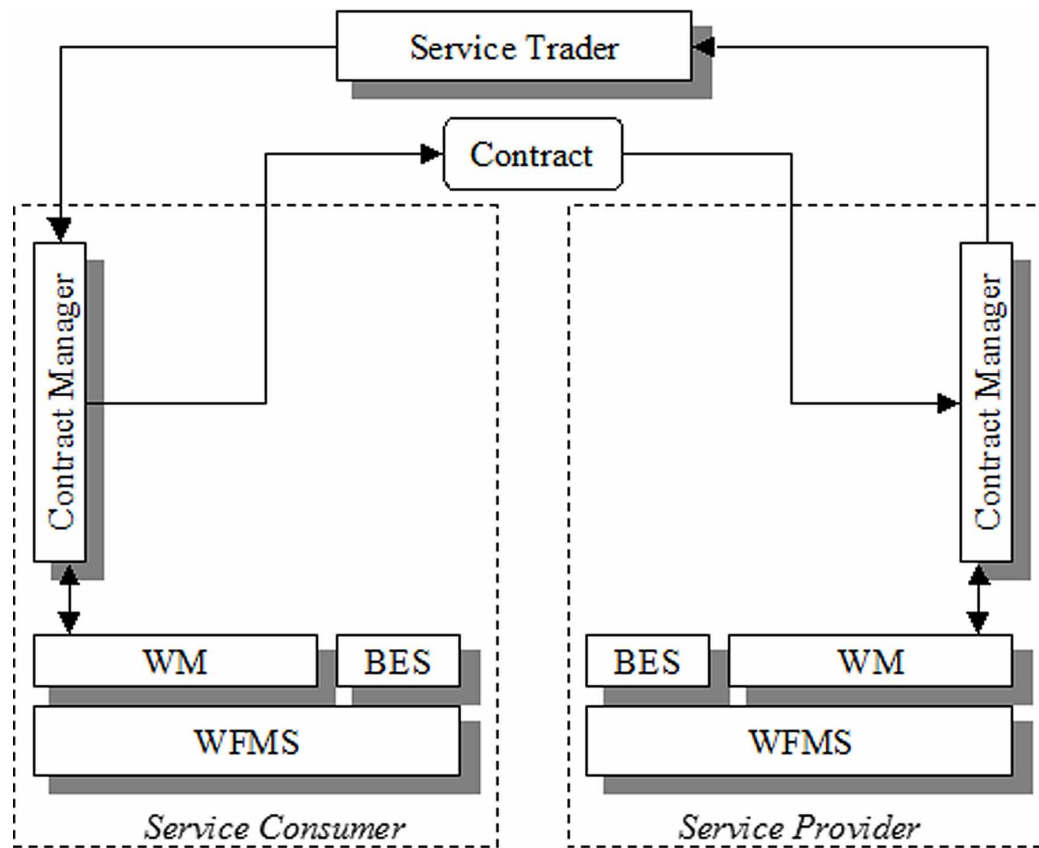 Service Trader
Contract
Contract Manager
Contract Manager
WM
BES
BES
WM
WFMS
WFMS
Service Consumer
Service Provider